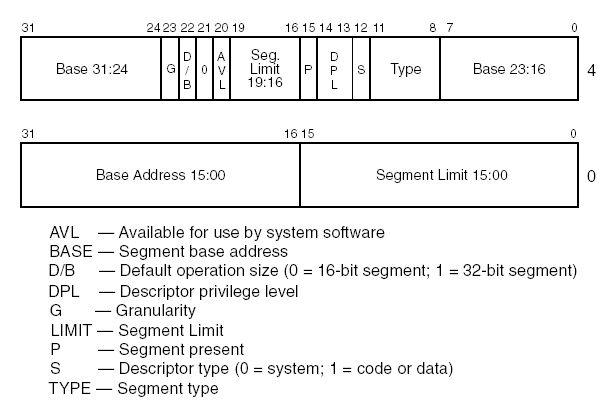 31 24 23 22 21 20 19 16 15 14 13 12 11 8 7 0
Base 31:24 G D/B 0 AVL Seg. Limit 19:16 P DPL S Type Base 23:16 4
31 16 15 0
Base Address 15:00 Segment Limit 15:00 0
AVL — Available for use by system software
BASE — Segment base address
D/B — Default operation size (0 = 16-bit segment; 1 = 32-bit segment)
DPL — Descriptor privilege level
G — Granularity
LIMIT — Segment Limit
P — Segment present
S — Descriptor type (0 = system; 1 = code or data)
TYPE — Segment type